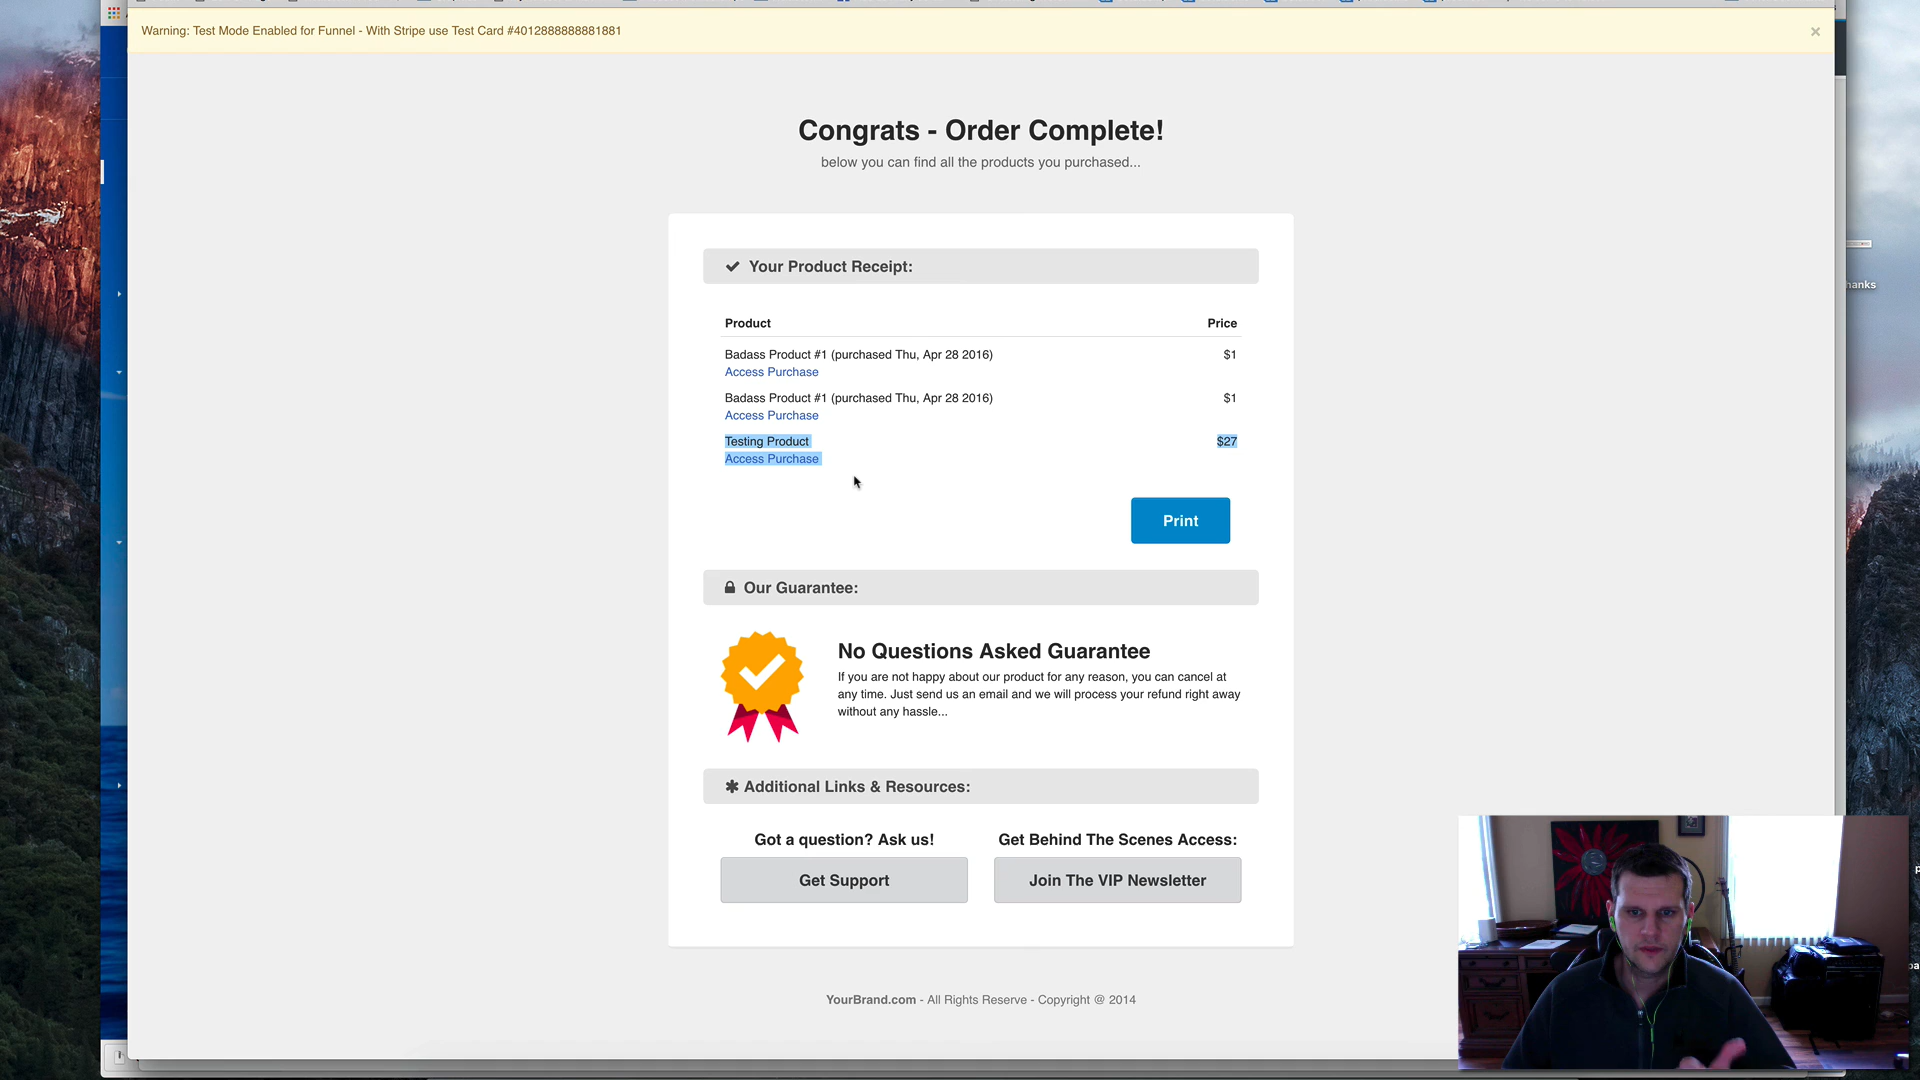 Warning: Test Mode Enabled for Funnel - With Stripe use Test Card #4012888888881881
×
Congrats - Order Complete!
below you can find all the products you purchased...
Your Product Receipt:
Product Price
Badass Product #1 (purchased Thu, Apr 28 2016) $1
Access Purchase
Badass Product #1 (purchased Thu, Apr 28 2016) $1
Access Purchase
Testing Product $27
Access Purchase
Print
Our Guarantee:
No Questions Asked Guarantee
If you are not happy about our product for any reason, you can cancel at
any time. Just send us an email and we will process your refund right away
without any hassle...
Additional Links & Resources:
Got a question? Ask us! Get Behind The Scenes Access:
Get Support Join The VIP Newsletter
YourBrand.com - All Rights Reserve - Copyright @ 2014